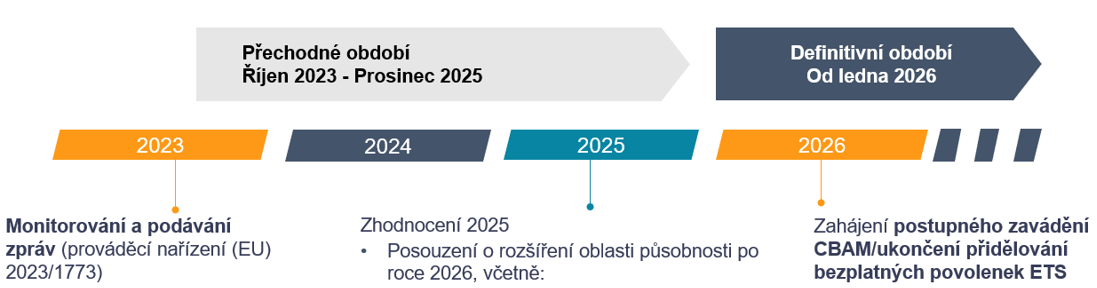 Přechodné období
Říjen 2023 - Prosinec 2025
Definitivní období
Od ledna 2026
2023
2024
2025
2026
Monitorování a podávání
zpráv (prováděcí nařízení (EU)
2023/1773)
Zhodnocení 2025
• Posouzení o rozšíření oblasti působnosti po
roce 2026, včetně:
Zahájení postupného zavádění
CBAM/ukončení přidělování
bezplatných povolenek ETS